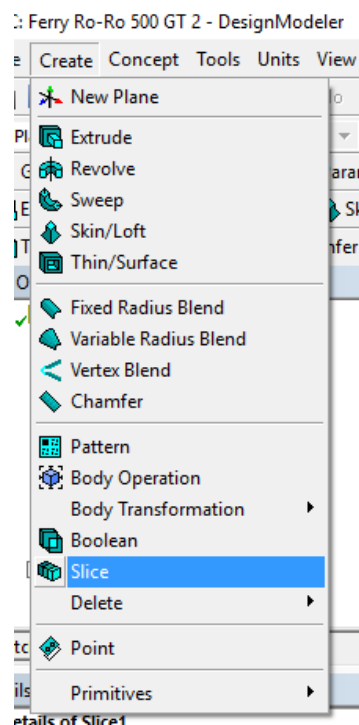 C: Ferry Ro-Ro 500 GT 2 - DesignModeler
Create Concept Tools Units View
New Plane
Extrude
Revolve
Sweep
Skin/Loft
Thin/Surface
Fixed Radius Blend
Variable Radius Blend
Vertex Blend
Chamfer
Pattern
Body Operation
Body Transformation
Boolean
Slice
Delete
Point
Primitives
etails of Slice1